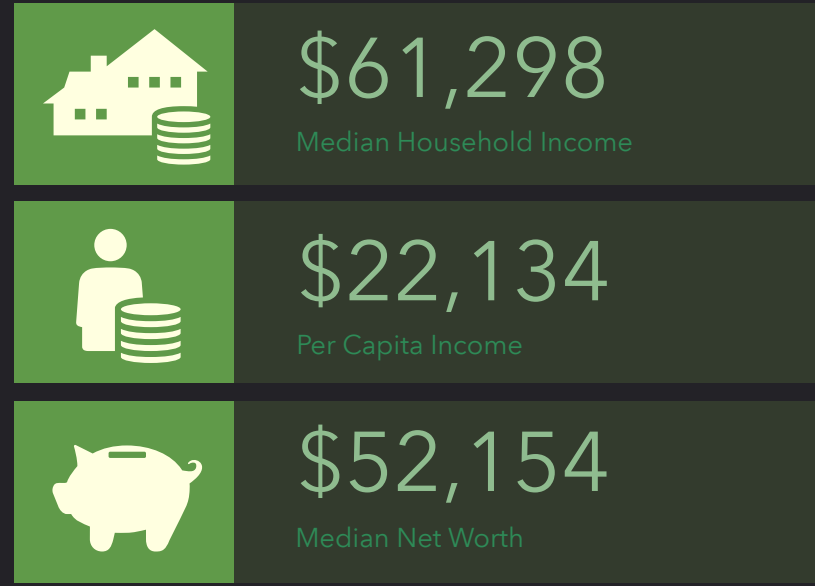 $61,298
Median Household Income
$22,134
Per Capita Income
$52,154
Median Net Worth